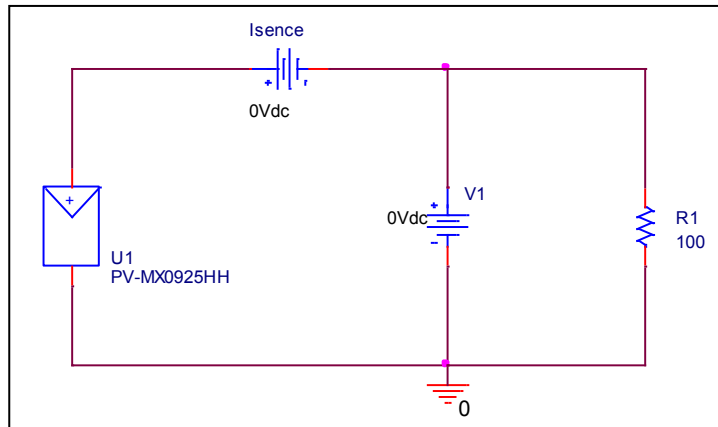 Isence
0Vdc
V1
0Vdc
R1
100
U1
PV-MX0925HH
0